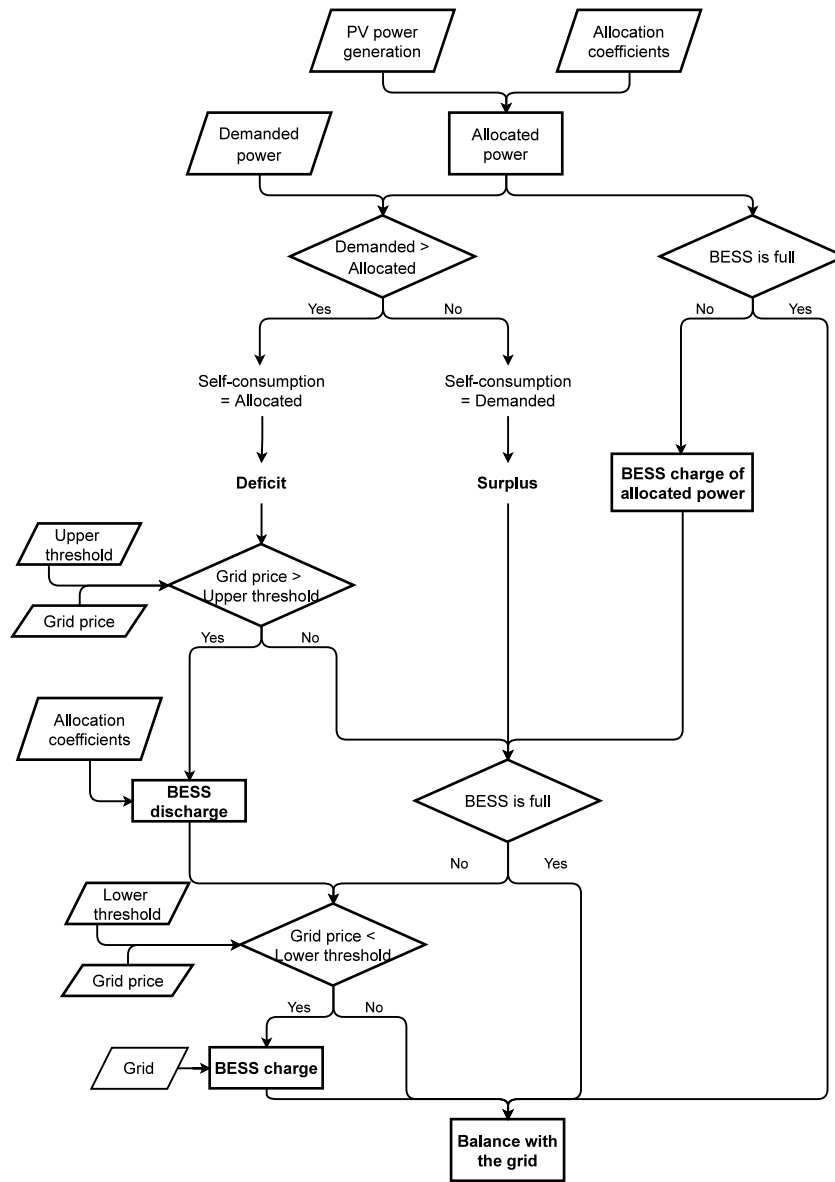 PV power
generation
Allocation
coefficients
Demanded
power
Allocated
power
Demanded >
Allocated
BESS is full
Yes
No
No
Yes
Self-consumption
= Allocated
Self-consumption
= Demanded
Deficit
Surplus
BESS charge of
allocated power
Upper
threshold
Grid price
Grid price >
Upper threshold
Yes
No
Allocation
coefficients
BESS
discharge
BESS is full
No
Yes
Lower
threshold
Grid price
Grid price <
Lower threshold
Yes
No
Grid
BESS charge
Balance with
the grid